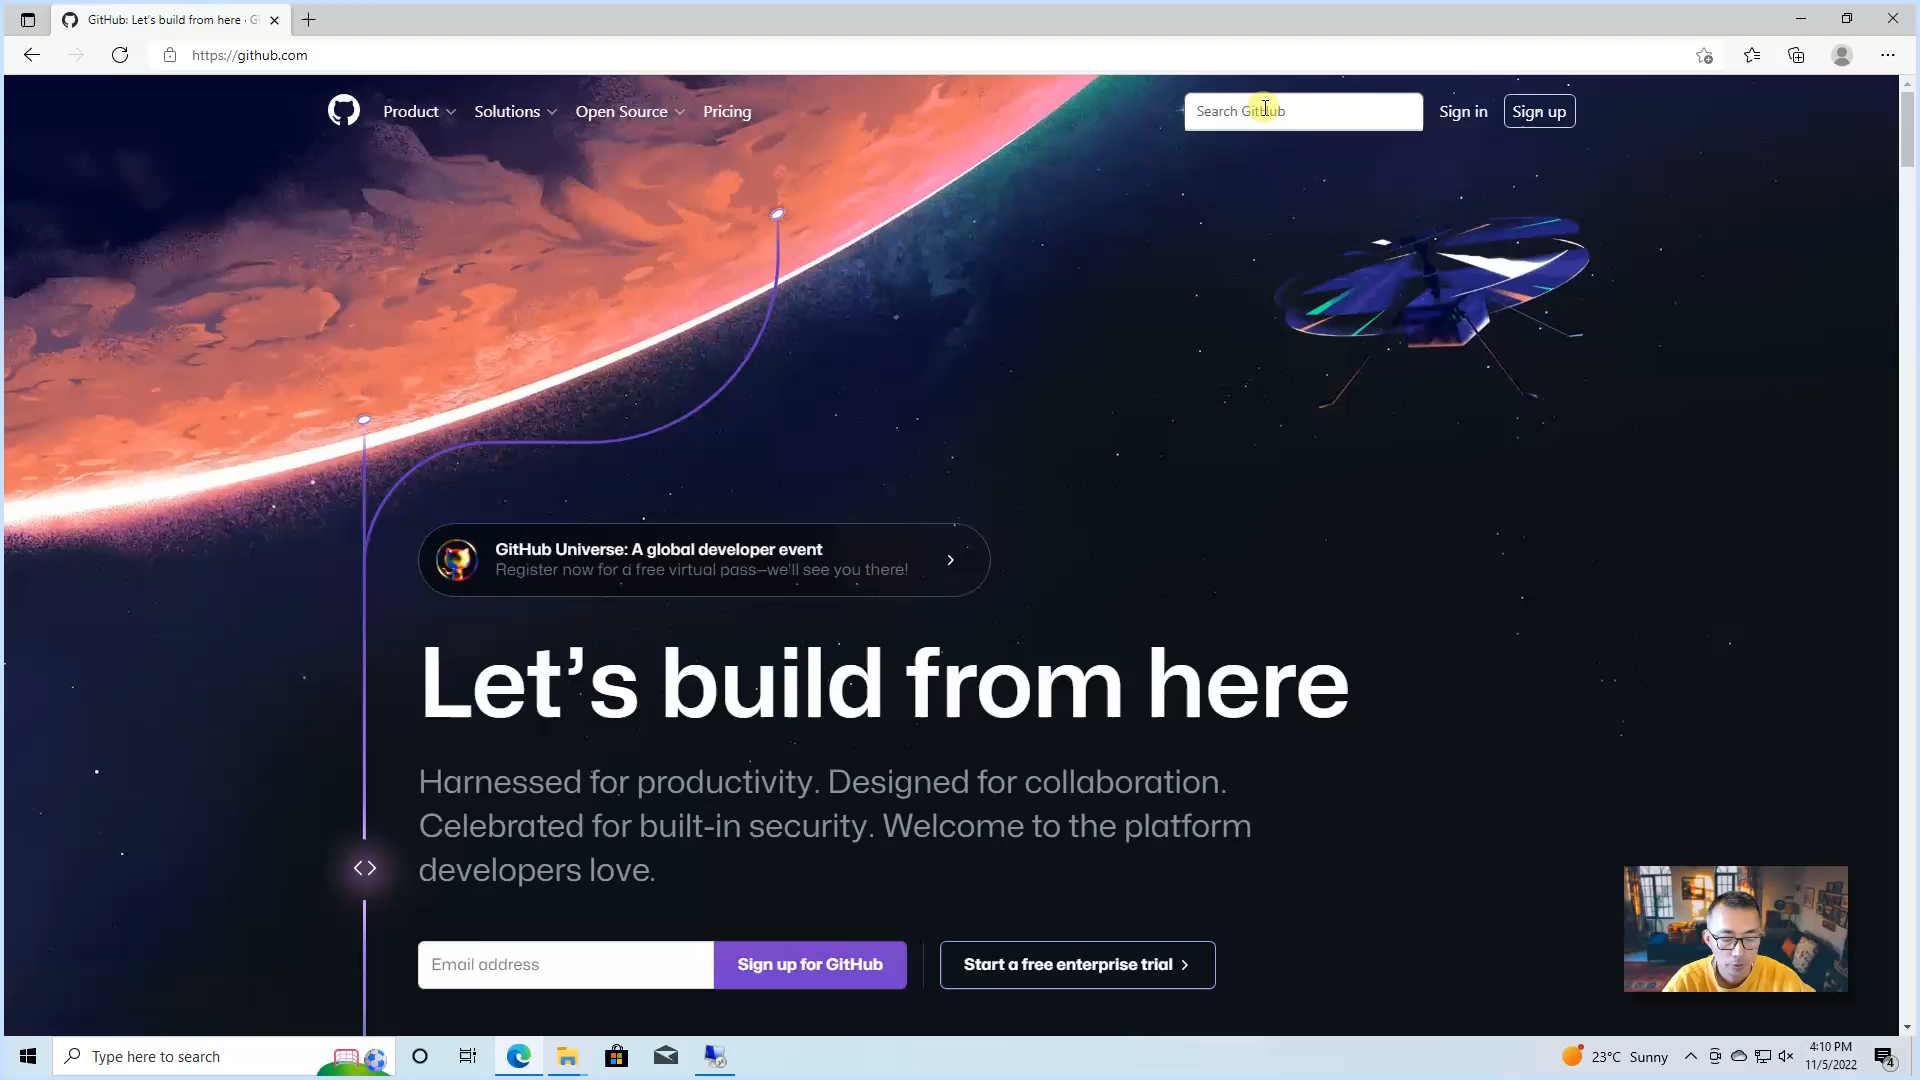 GitHub: Let's build from here · G
https://github.com
Product
Solutions
Open Source
Pricing
Search GitHub
Sign in
Sign up
GitHub Universe: A global developer event
Register now for a free virtual pass—we'll see you there!
Let's build from here
Harnessed for productivity. Designed for collaboration.
Celebrated for built-in security. Welcome to the platform
developers love.
Email address
Sign up for GitHub
Start a free enterprise trial
Type here to search
23°C Sunny
4:10 PM
11/5/2022
4